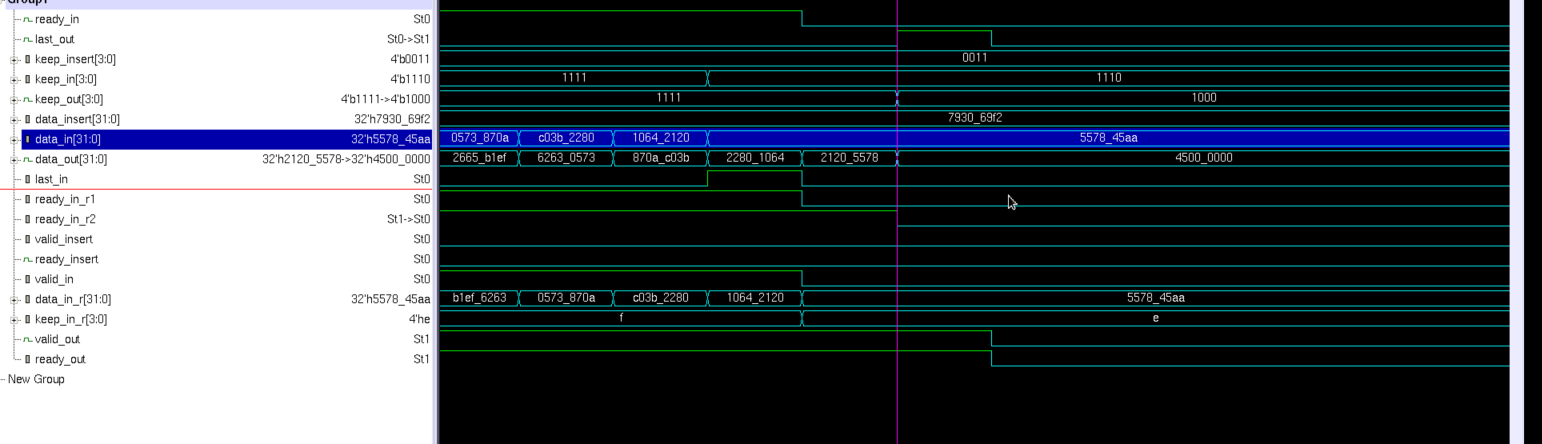 Group1
ready_in St0
last_out St0->St1
keep_insert[3:0] 4'b0011 0011
keep_in[3:0] 4'b1110 1111 1110
keep_out[3:0] 4'b1111->4'b1000 1111 1000
data_insert[31:0] 32'h7930_69f2 7930_69f2
data_in[31:0] 32'h5578_45aa 0573_870a c03b_2280 1064_2120 5578_45aa
data_out[31:0] 32'h2120_5578->32'h4500_0000 2665_b1ef 6263_0573 870a_c03b 2280_1064 2120_5578 4500_0000
last_in St0
ready_in_r1 St0
ready_in_r2 St1->St0
valid_insert St0
ready_insert St0
valid_in St0
data_in_r[31:0] 32'h5578_45aa b1ef_6263 0573_870a c03b_2280 1064_2120 5578_45aa
keep_in_r[3:0] 4'he f e
valid_out St1
ready_out St1
New Group